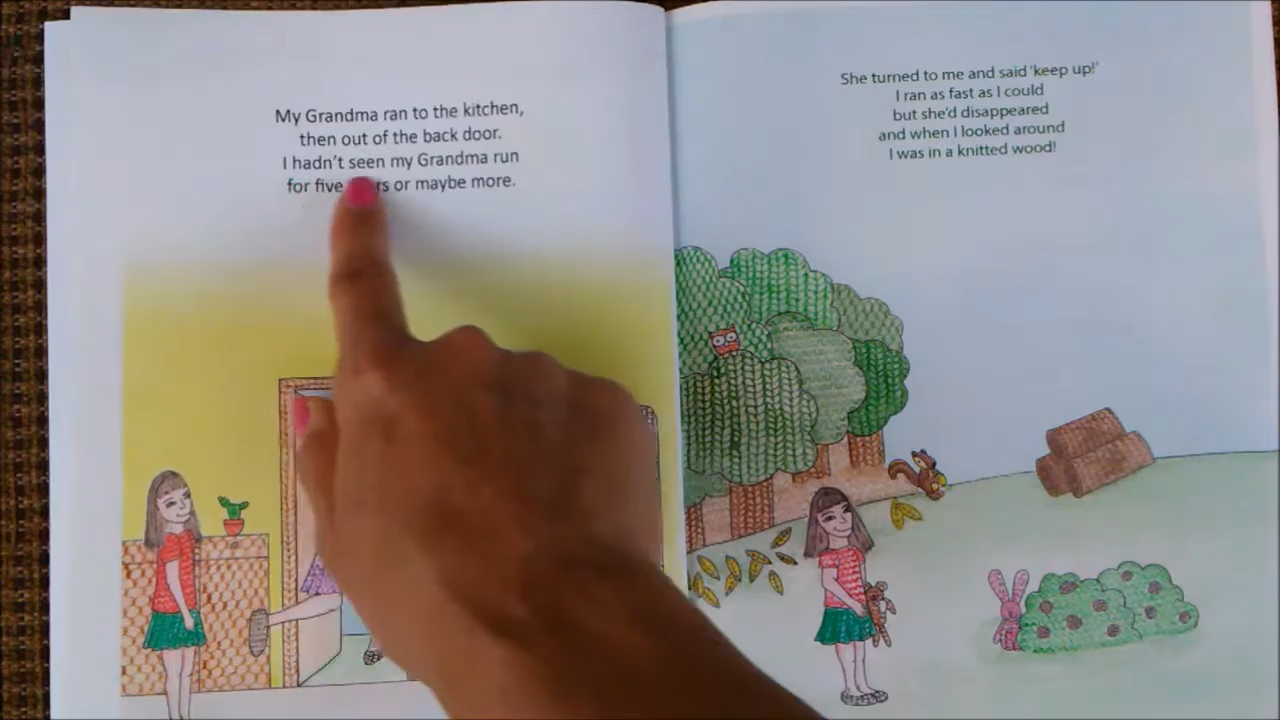 My Grandma ran to the kitchen,
then out of the back door.
I hadn't seen my Grandma run
for five or maybe more.
She turned to me and said 'keep up!'
I ran as fast as I could
but she'd disappeared
and when I looked around
I was in a knitted wood!